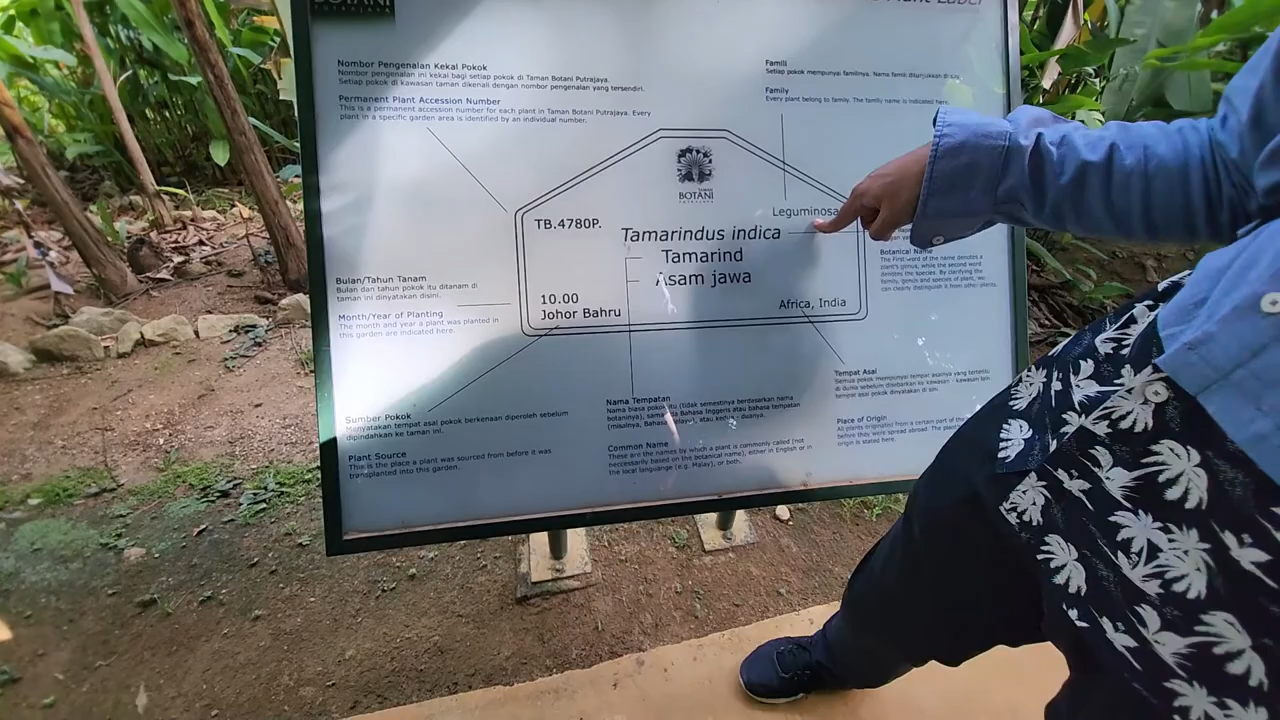 BOTANI
PUTRAJAYA
Plant Label
Nombor Pengenalan Kekal Pokok
Nombor pengenalan ini kekal bagi setiap pokok di Taman Botani Putrajaya.
Setiap pokok di kawasan taman dikenali dengan nombor pengenalan yang tersendiri.
Permanent Plant Accession Number
This is a permanent accession number for each plant in Taman Botani Putrajaya. Every
plant in a specific garden area is identified by an individual number.
Famili
Setiap pokok mempunyai familinya. Nama famili ditunjukkan di
Family
Every plant belong to family. The family name is indicated here.
TAMAN
BOTANI
PUTRAJAYA
TB.4780P.
Leguminosa
Tamarindus indica
Tamarind
Asam jawa
10.00
Johor Bahru
Africa, India
Botanical Name
The First word of the name denotes a
plant's genus, while the second word
denotes the species. By clarifying the
family, genus and species of plant, we
can clearly distinguish it from other plants.
Bulan/Tahun Tanam
Bulan dan tahun pokok itu ditanam di
taman ini dinyatakan disini.
Month/Year of Planting
The month and year a plant was planted in
this garden are indicated here.
Sumber Pokok
Menyatakan tempat asal pokok berkenaan diperoleh sebelum
dipindahkan ke taman ini.
Plant Source
This is the place a plant was sourced from before it was
transplanted into this garden.
Nama Tempatan
Nama biasa pokok itu (tidak semestinya berdasarkan nama
botaninya), sama ada Bahasa Inggeris atau bahasa tempatan
(misalnya, Bahasa Melayu), atau kedua - duanya.
Common Name
These are the names by which a plant is commonly called (not
neccessarily based on the botanical name), either in English or in
the local languange (e.g. Malay), or both.
Tempat Asal
Semua pokok mempunyai tempat asalnya yang tertentu
di dunia sebelum disebarkan ke kawasan - kawasan lain
tempat asal pokok dinyatakan di sini.
Place of Origin
All plants originated from a certain part of the
before they were spread abroad. The plant
origin is stated here.